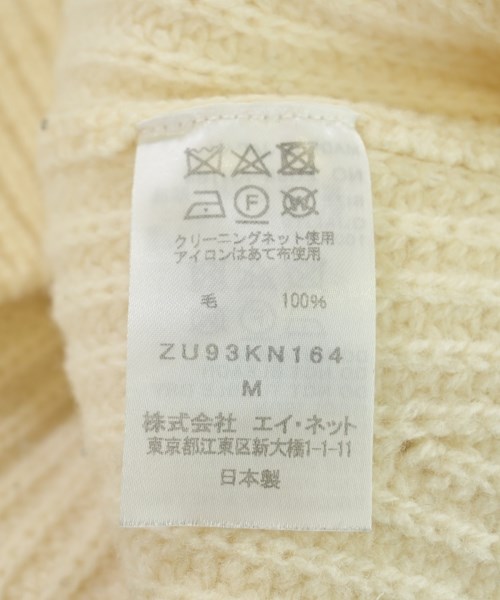 クリーニングネット使用
アイロンはあて布使用
毛 100%
ZU93KN164
M
株式会社 エイ・ネット
東京都江東区新大橋1-1-11
日本製